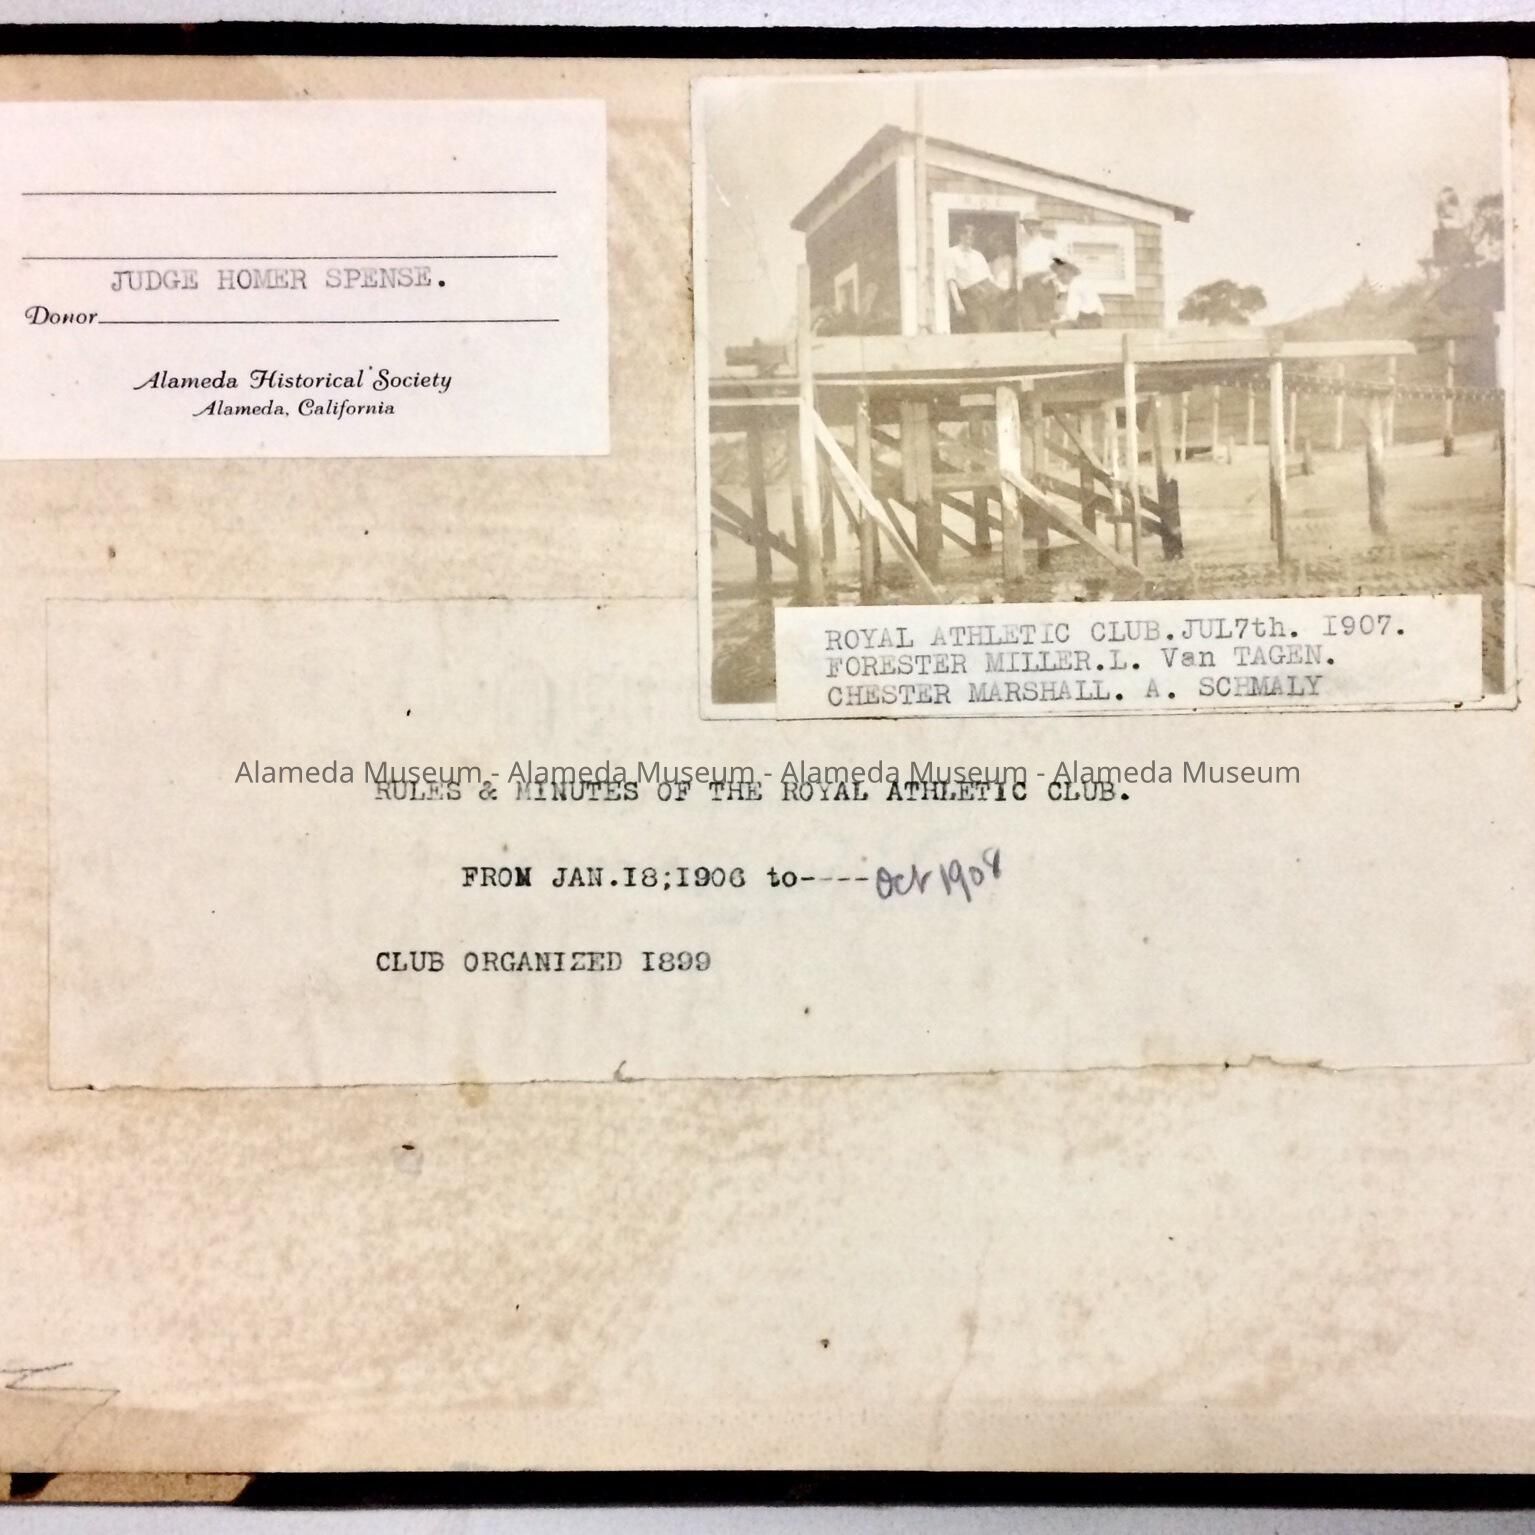 JUDGE HOMER SPENSE.
Donor
Alameda Historical Society
Alameda, California
ROYAL ATHLETIC CLUB.JUL7th. I907.
FORESTER MILLER.L. Van TAGEN.
CHESTER MARSHALL. A. SCHMALY
Alameda Museum - Alameda Museum - Alameda Museum - Alameda Museum
RULES & MINUTES OF THE ROYAL ATHLETIC CLUB.
FROM JAN.I8;I906 to---- Oct 1908
CLUB ORGANIZED I899